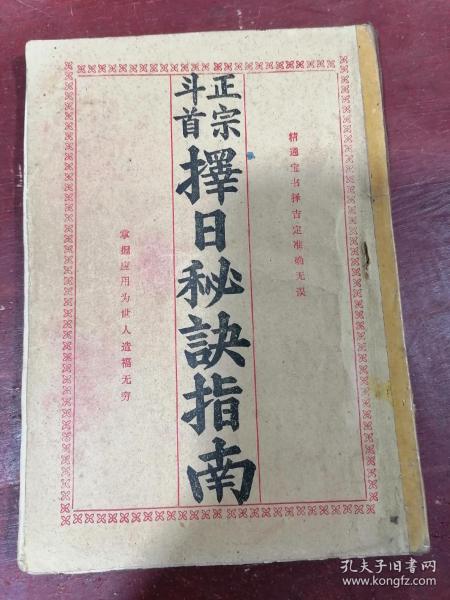 精通宝书择吉定准确无误
正宗
斗首
擇日秘訣指南
掌握应用为世人造福无穷
孔夫子旧书网
www.kongfz.com